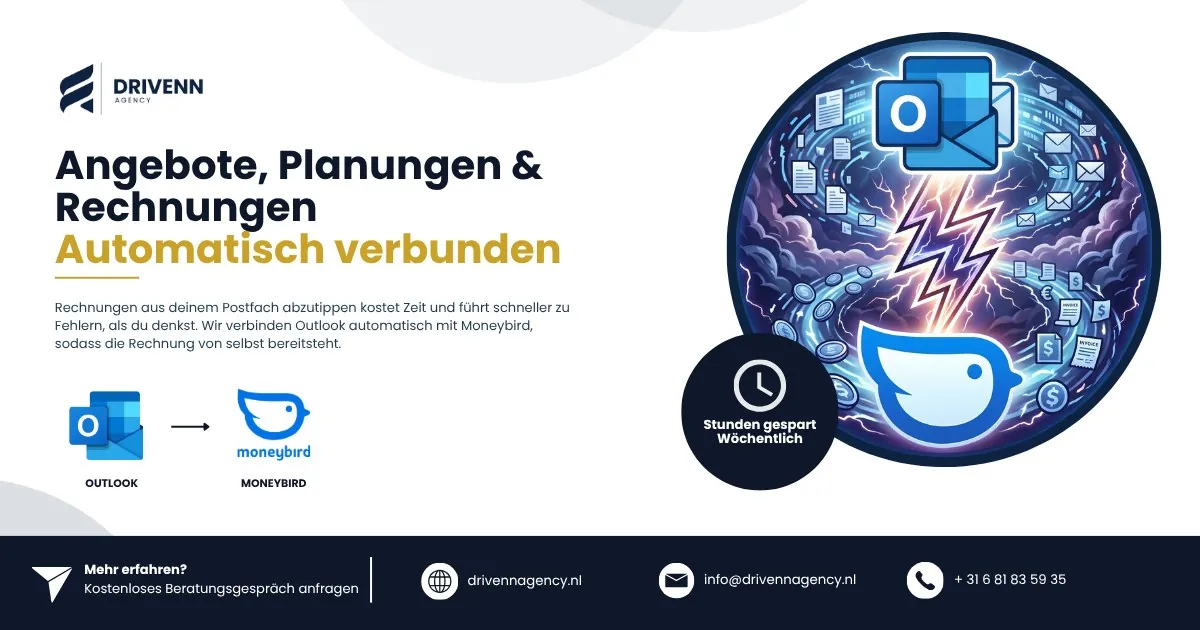 DRIVENN
AGENCY
Angebote, Planungen &
Rechnungen
Automatisch verbunden
Rechnungen aus deinem Postfach abzutippen kostet Zeit und führt schneller zu
Fehlern, als du denkst. Wir verbinden Outlook automatisch mit Moneybird,
sodass die Rechnung von selbst bereitsteht.
O
moneybird
OUTLOOK
MONEYBIRD
O
INVOICE
INVOICE
Stunden gespart
Wöchentlich
Mehr erfahren?
Kostenloses Beratungsgespräch anfragen
drivennagency.nl
info@drivennagency.nl
+ 31 6 81 83 59 35